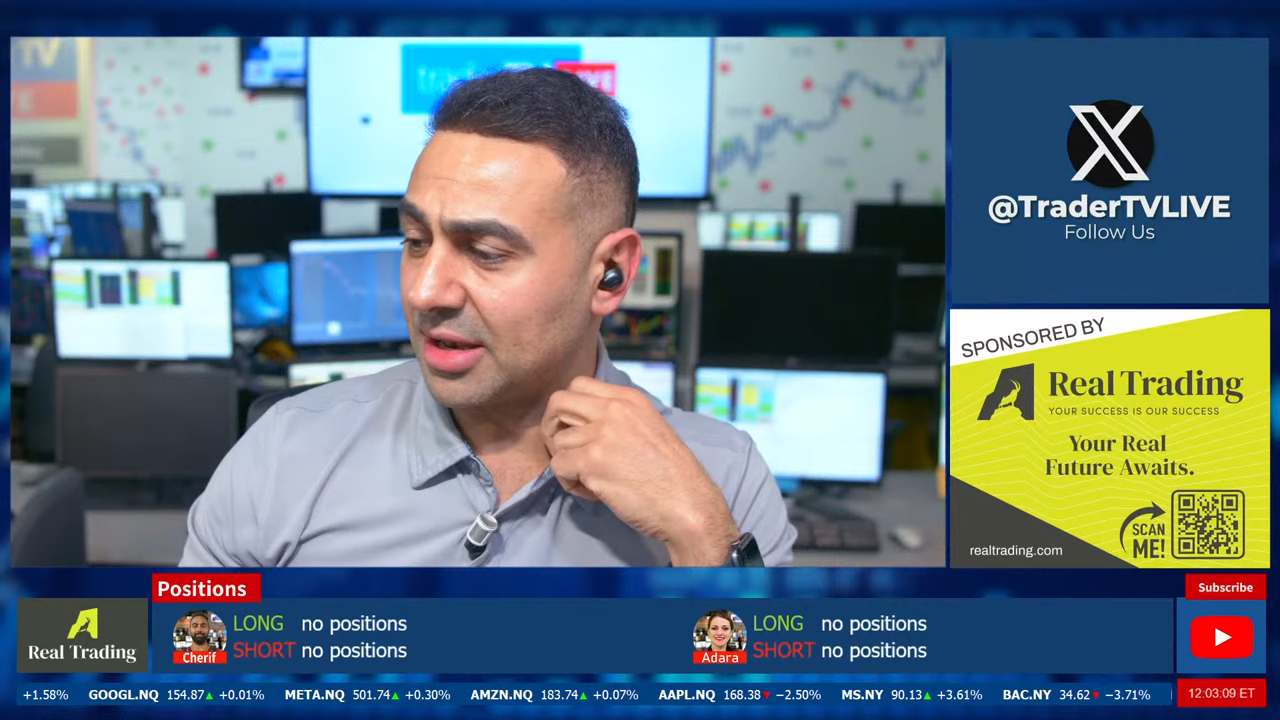 TV
trader
LIVE
@TraderTVLIVE
Follow Us
SPONSORED BY
Real Trading
YOUR SUCCESS IS OUR SUCCESS
Your Real
Future Awaits.
SCAN
ME!
realtrading.com
Positions
Subscribe
Real Trading
Cherif
LONG no positions
SHORT no positions
Adara
LONG no positions
SHORT no positions
+1.58% GOOGL.NQ 154.87▲ +0.01% META.NQ 501.74▲ +0.30% AMZN.NQ 183.74▲ +0.07% AAPL.NQ 168.38▼ −2.50% MS.NY 90.13▲ +3.61% BAC.NY 34.62▼ −3.71%
12:03:09 ET